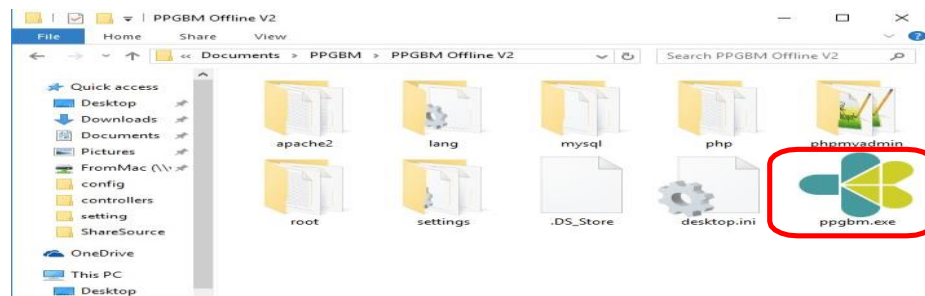 PPGBM Offline V2
File Home Share View
« Documents > PPGBM > PPGBM Offline V2
Search PPGBM Offline V2
Quick access
Desktop
Downloads
Documents
Pictures
FromMac (\\
config
controllers
setting
ShareSource
OneDrive
This PC
Desktop
apache2 lang mysql php phpmyadmin
root settings .DS_Store desktop.ini ppgbm.exe